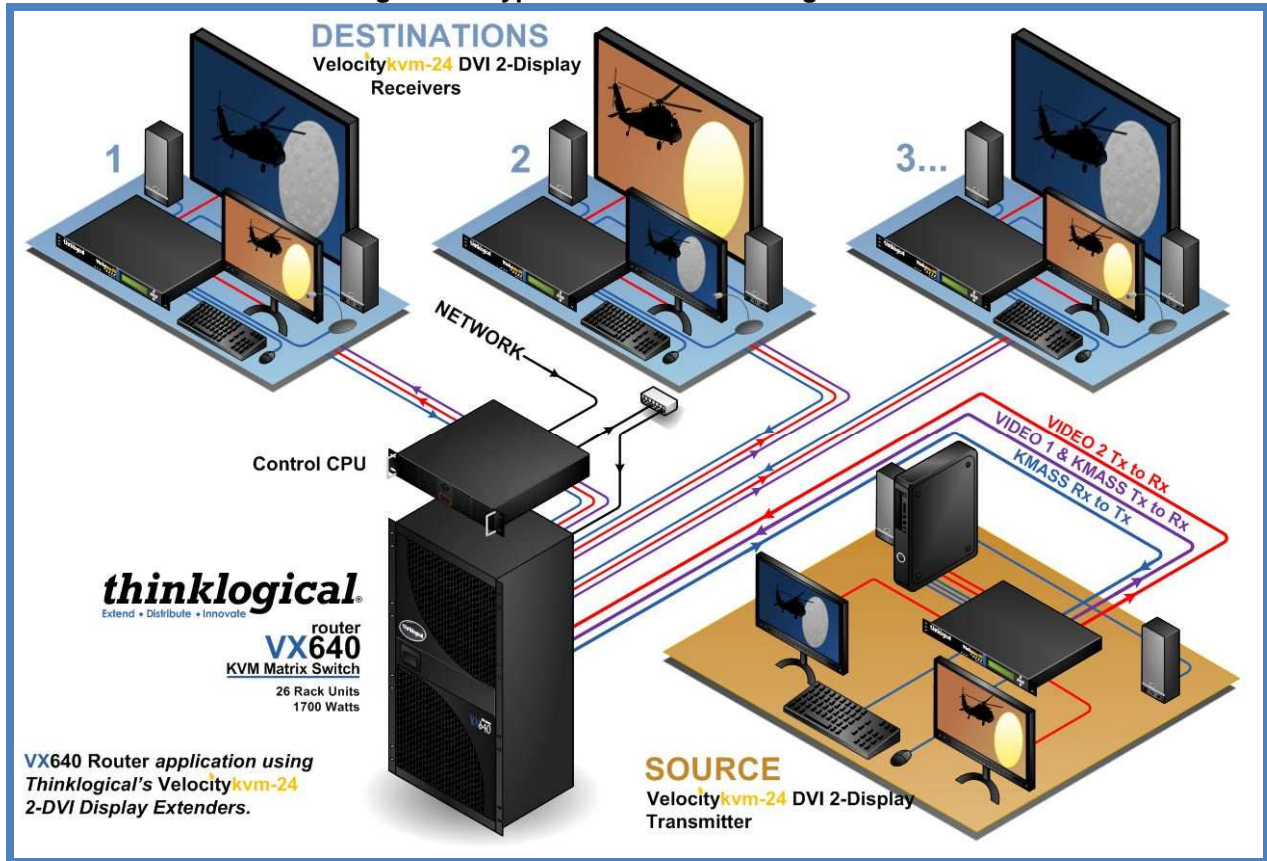 DESTINATIONS
Velocitykvm-24 DVI 2-Display
Receivers
1
2
3...
NETWORK
Control CPU
VIDEO 2 Tx to Rx
VIDEO 1 & KMASS Tx to Rx
KMASS Rx to Tx
thinklogical®
Extend • Distribute • Innovate
router
VX640
KVM Matrix Switch
26 Rack Units
1700 Watts
VX640
VX640 Router application using
Thinklogical's Velocitykvm-24
2-DVI Display Extenders.
SOURCE
Velocitykvm-24 DVI 2-Display
Transmitter